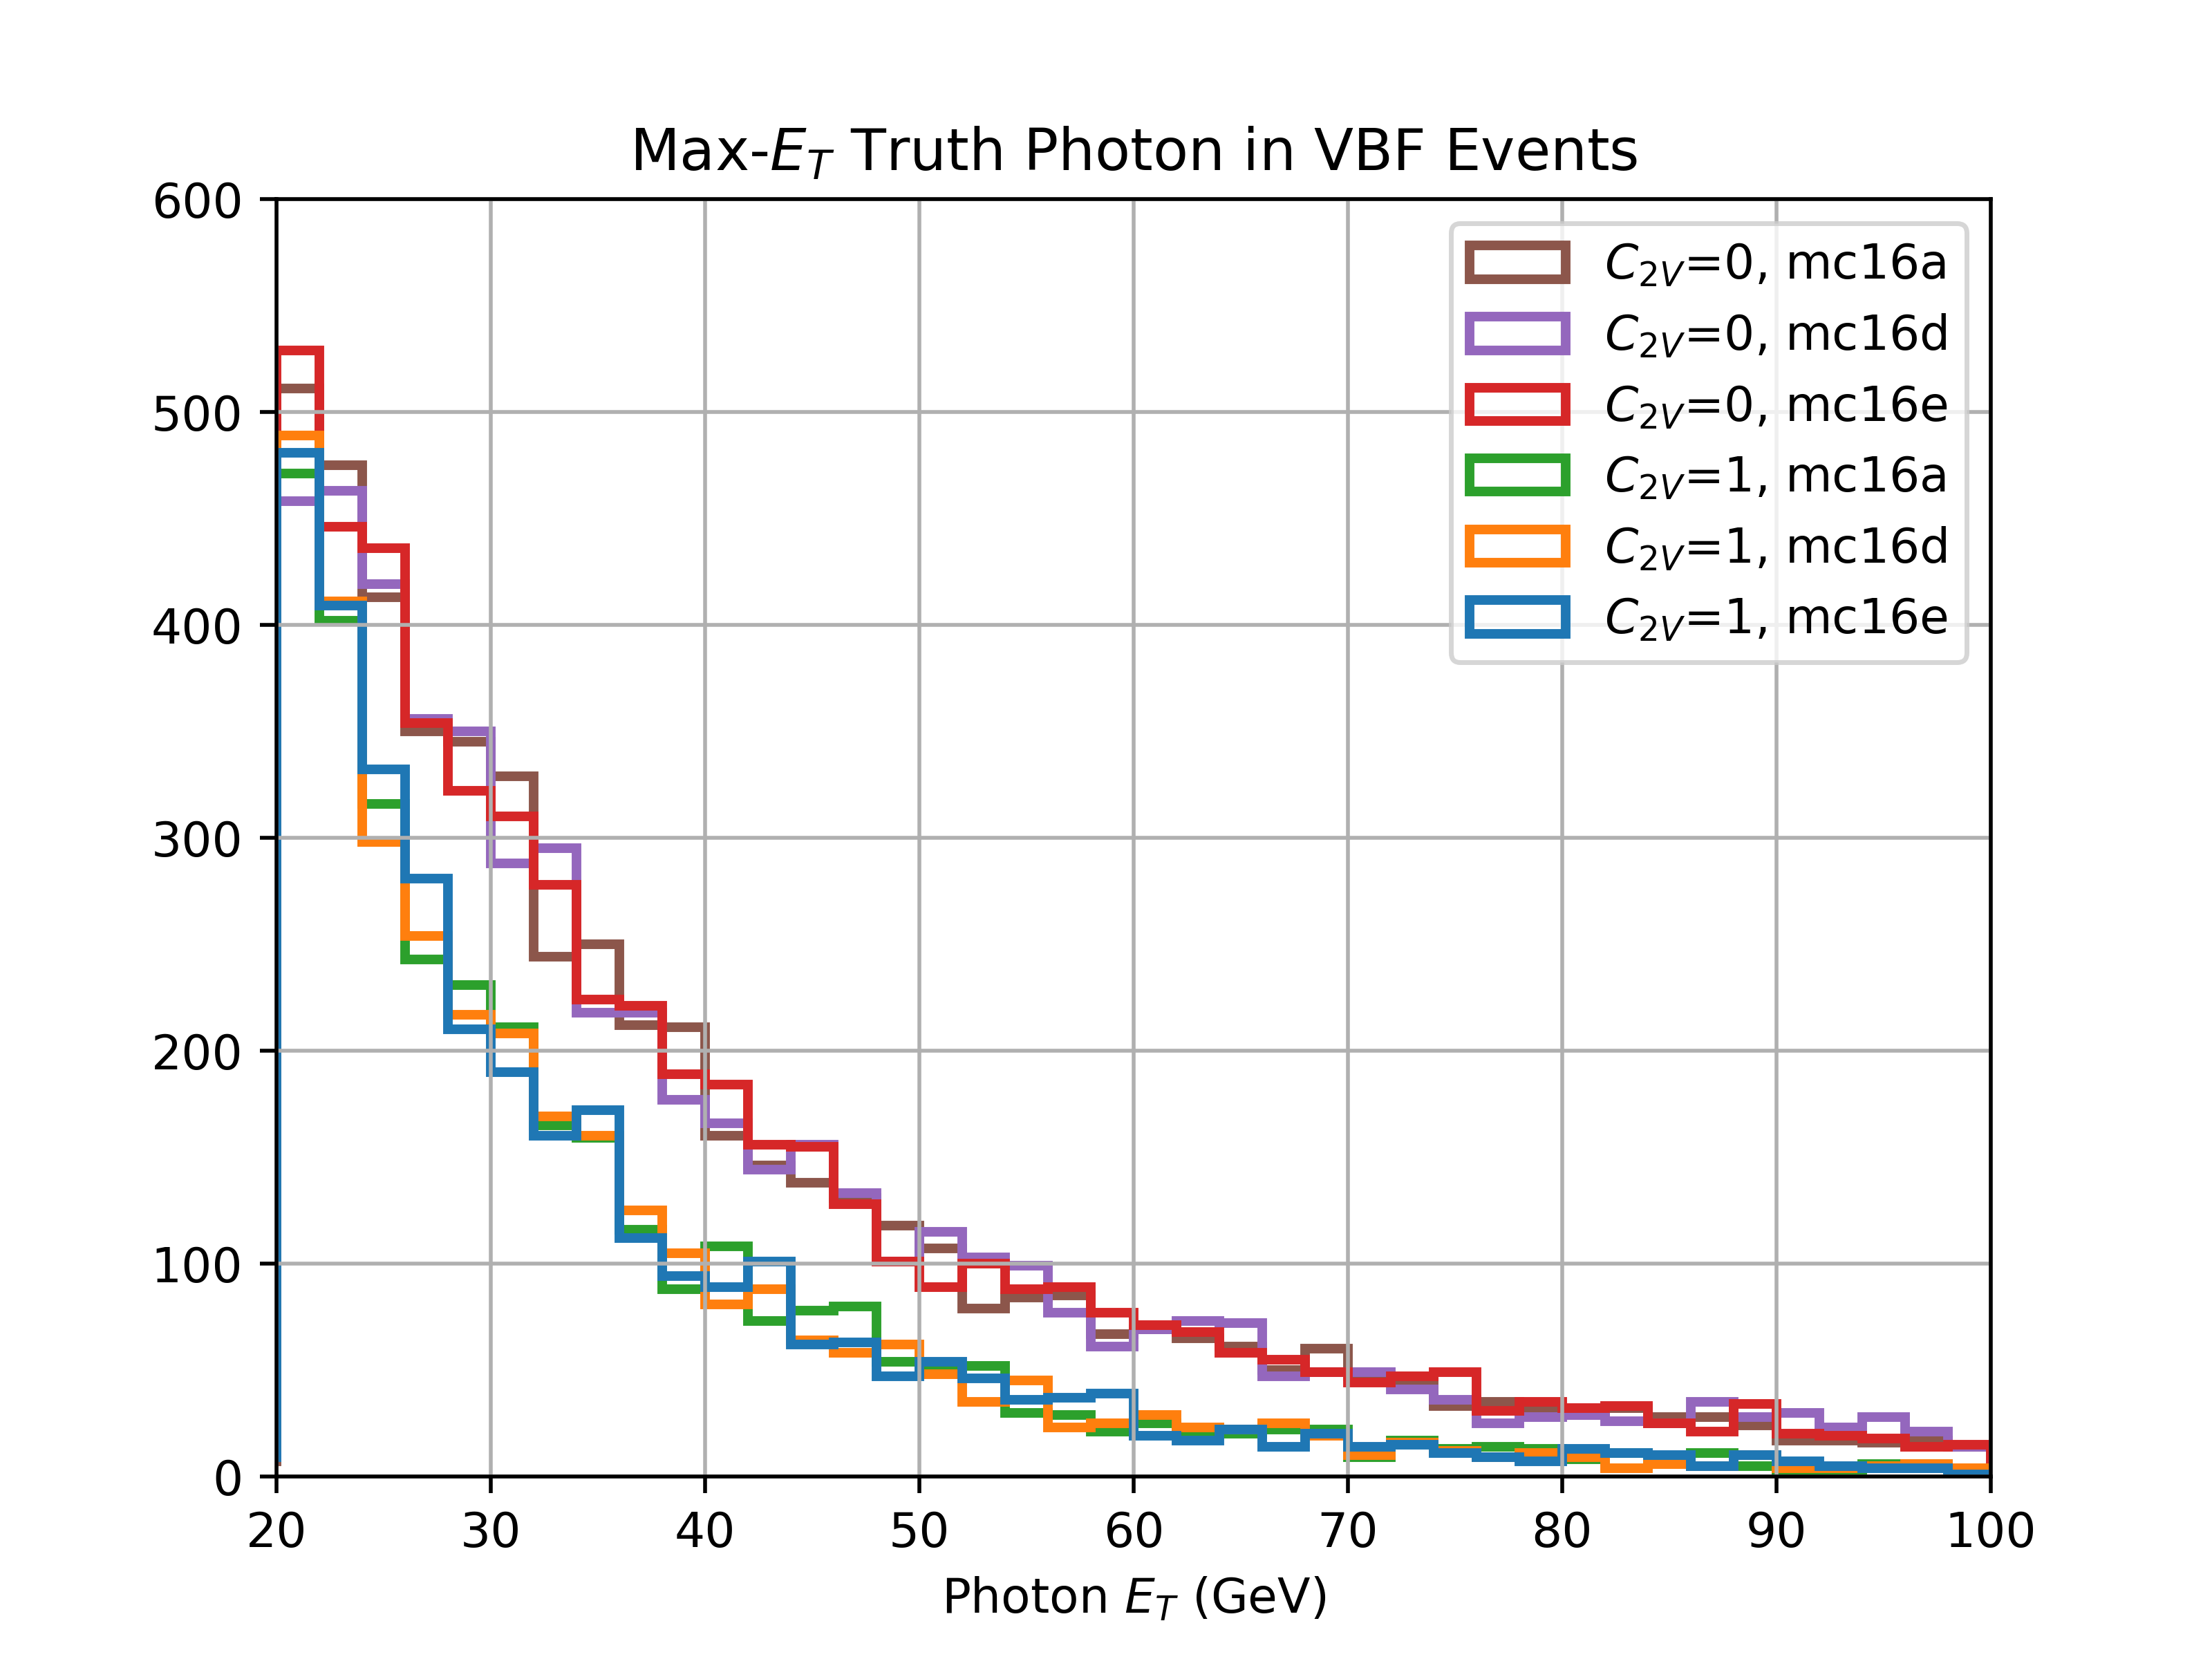 Max-E_T Truth Photon in VBF Events
600
500
400
300
200
100
0
C_2V=0, mc16a
C_2V=0, mc16d
C_2V=0, mc16e
C_2V=1, mc16a
C_2V=1, mc16d
C_2V=1, mc16e
20 30 40 50 60 70 80 90 100
Photon E_T (GeV)